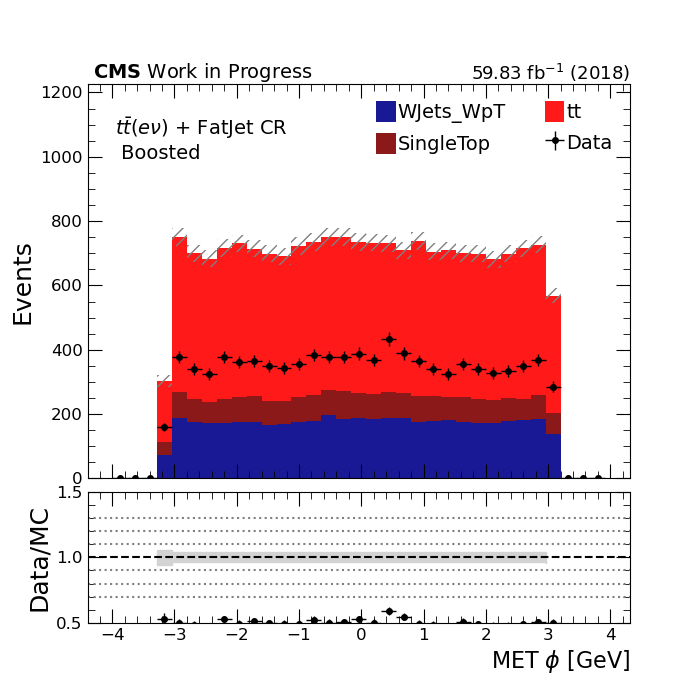 CMS Work in Progress 59.83 fb⁻¹ (2018)
1200
1000
800
600
400
200
0
Events
tt̄(eν) + FatJet CR
Boosted
WJets_WpT
tt
SingleTop
Data
1.5
1.0
0.5
Data/MC
−4 −3 −2 −1 0 1 2 3 4
MET ϕ [GeV]